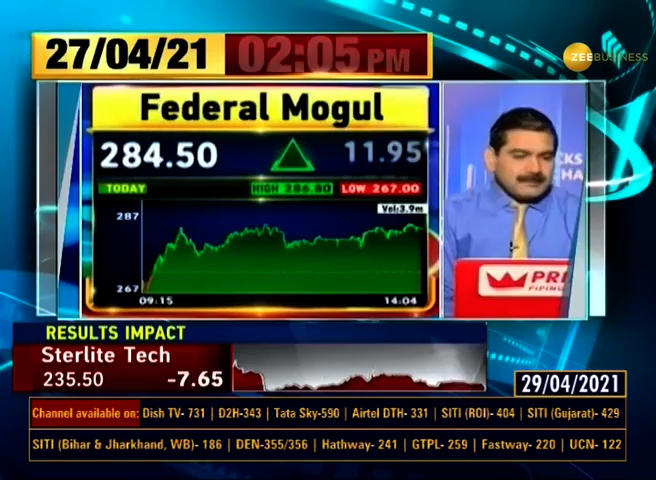 27/04/21 02:05 PM
ZEE BUSINESS
Federal Mogul
284.50 11.95
TODAY HIGH 286.80 LOW 267.00
Vol:3.9m
287
267
09:15 14:04
CKS
HA
PRI
PIPING
RESULTS IMPACT
Sterlite Tech
235.50 -7.65
29/04/2021
Channel available on: Dish TV- 731 | D2H-343 | Tata Sky-590 | Airtel DTH- 331 | SITI (ROI)- 404 | SITI (Gujarat)- 429
SITI (Bihar & Jharkhand, WB)- 186 | DEN-355/356 | Hathway- 241 | GTPL- 259 | Fastway- 220 | UCN- 122